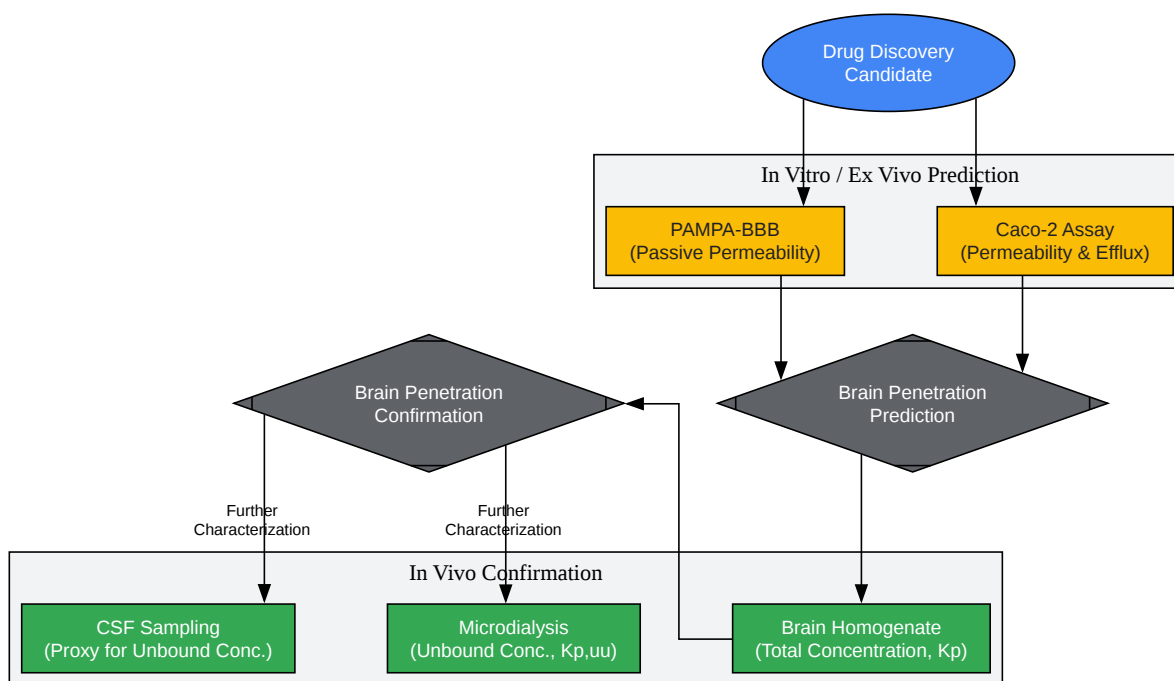 Drug Discovery
Candidate
In Vitro / Ex Vivo Prediction
PAMPA-BBB
(Passive Permeability)
Caco-2 Assay
(Permeability & Efflux)
Brain Penetration
Confirmation
Brain Penetration
Prediction
Further
Characterization
Further
Characterization
In Vivo Confirmation
CSF Sampling
(Proxy for Unbound Conc.)
Microdialysis
(Unbound Conc., Kp,uu)
Brain Homogenate
(Total Concentration, Kp)